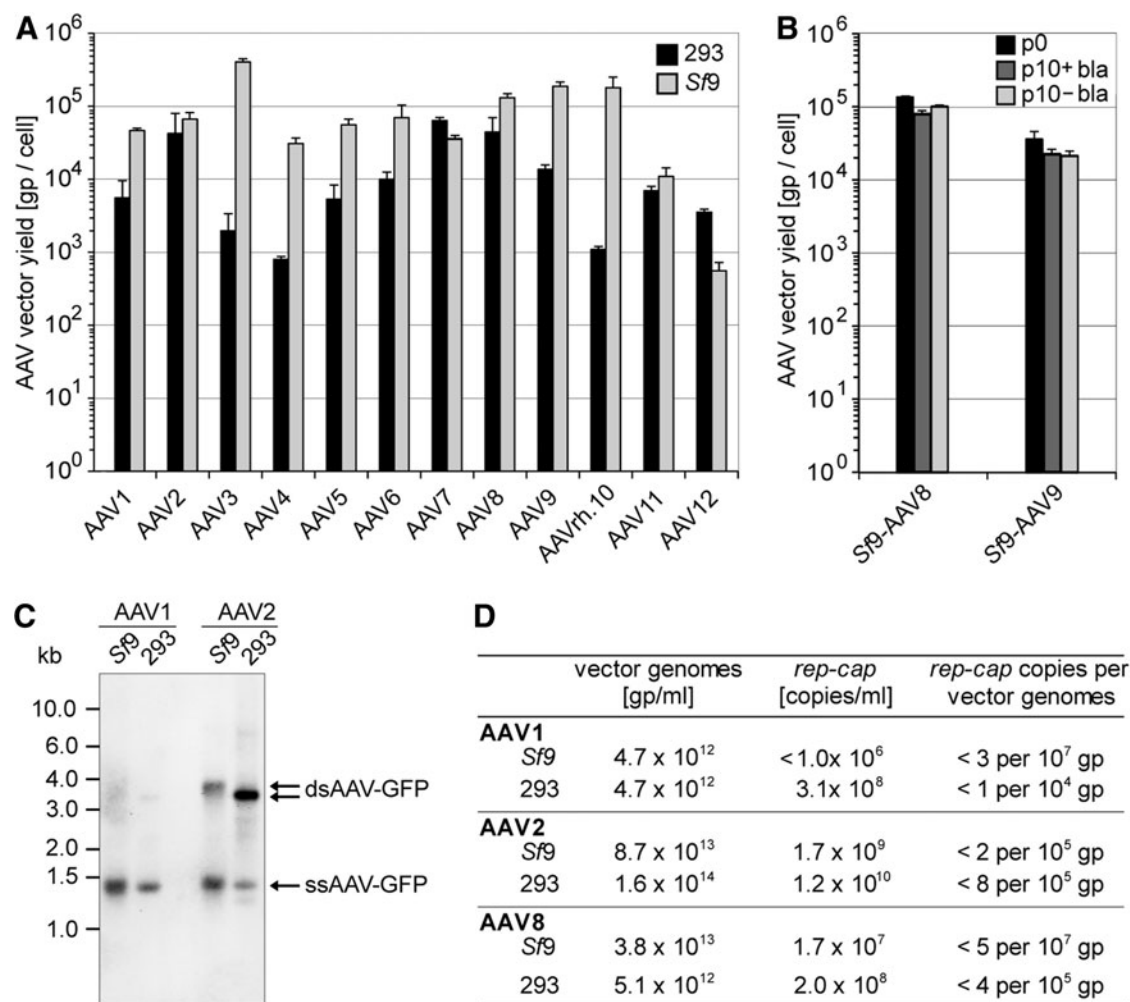 A
AAV vector yield [gp / cell]
10^6
10^5
10^4
10^3
10^2
10^1
10^0
293
Sf9
AAV1
AAV2
AAV3
AAV4
AAV5
AAV6
AAV7
AAV8
AAV9
AAVrh.10
AAV11
AAV12
B
AAV vector yield [gp / cell]
10^6
10^5
10^4
10^3
10^2
10^1
10^0
p0
p10+bla
p10−bla
Sf9-AAV8
Sf9-AAV9
C
AAV1 AAV2
kb Sf9 293 Sf9 293
10.0
6.0
4.0
3.0
2.0
1.5
1.0
dsAAV-GFP
ssAAV-GFP
D
vector genomes rep-cap rep-cap copies per
[gp/ml] [copies/ml] vector genomes
AAV1
Sf9 4.7 x 10^12 <1.0x 10^6 < 3 per 10^7 gp
293 4.7 x 10^12 3.1x 10^8 < 1 per 10^4 gp
AAV2
Sf9 8.7 x 10^13 1.7 x 10^9 < 2 per 10^5 gp
293 1.6 x 10^14 1.2 x 10^10 < 8 per 10^5 gp
AAV8
Sf9 3.8 x 10^13 1.7 x 10^7 < 5 per 10^7 gp
293 5.1 x 10^12 2.0 x 10^8 < 4 per 10^5 gp